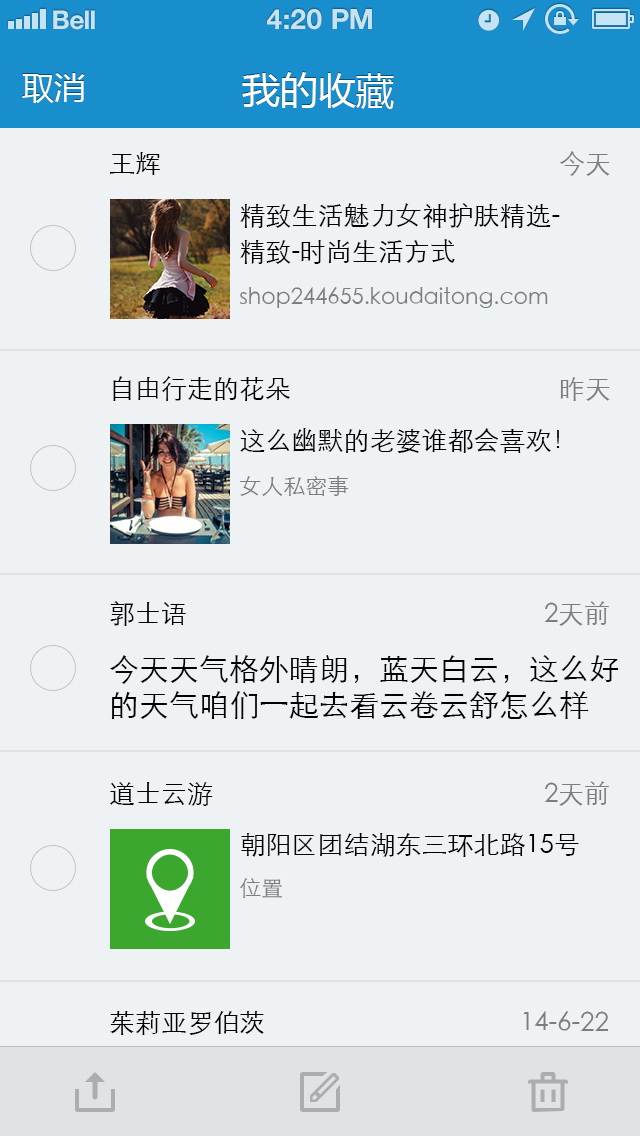 Bell 4:20 PM
取消 我的收藏
王辉 今天
精致生活魅力女神护肤精选-
精致-时尚生活方式
shop244655.koudaitong.com
自由行走的花朵 昨天
这么幽默的老婆谁都会喜欢！
女人私密事
郭士语 2天前
今天天气格外晴朗，蓝天白云，这么好
的天气咱们一起去看云卷云舒怎么样
道士云游 2天前
朝阳区团结湖东三环北路15号
位置
茱莉亚罗伯茨 14-6-22